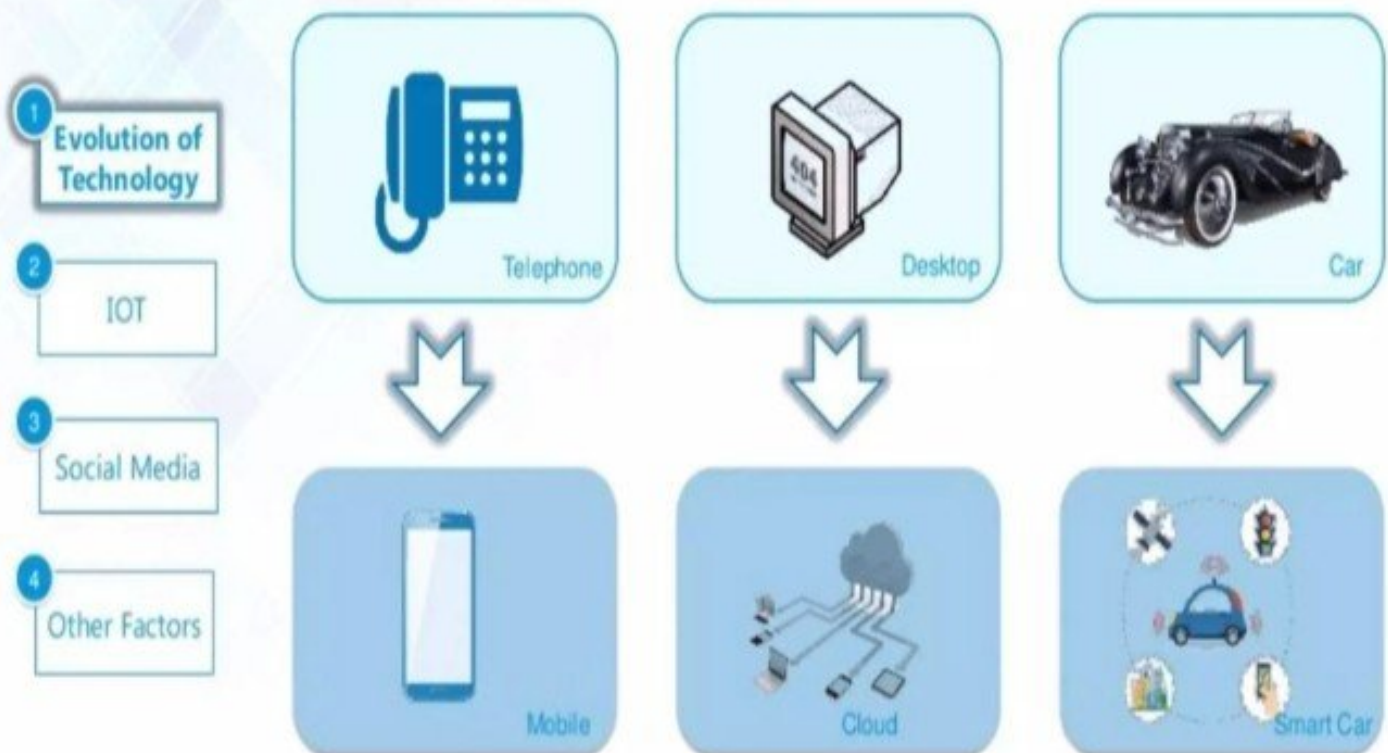 1
Evolution of
Technology
2
IOT
3
Social Media
4
Other Factors
Telephone
404
Desktop
Car
Mobile
Cloud
Smart Car